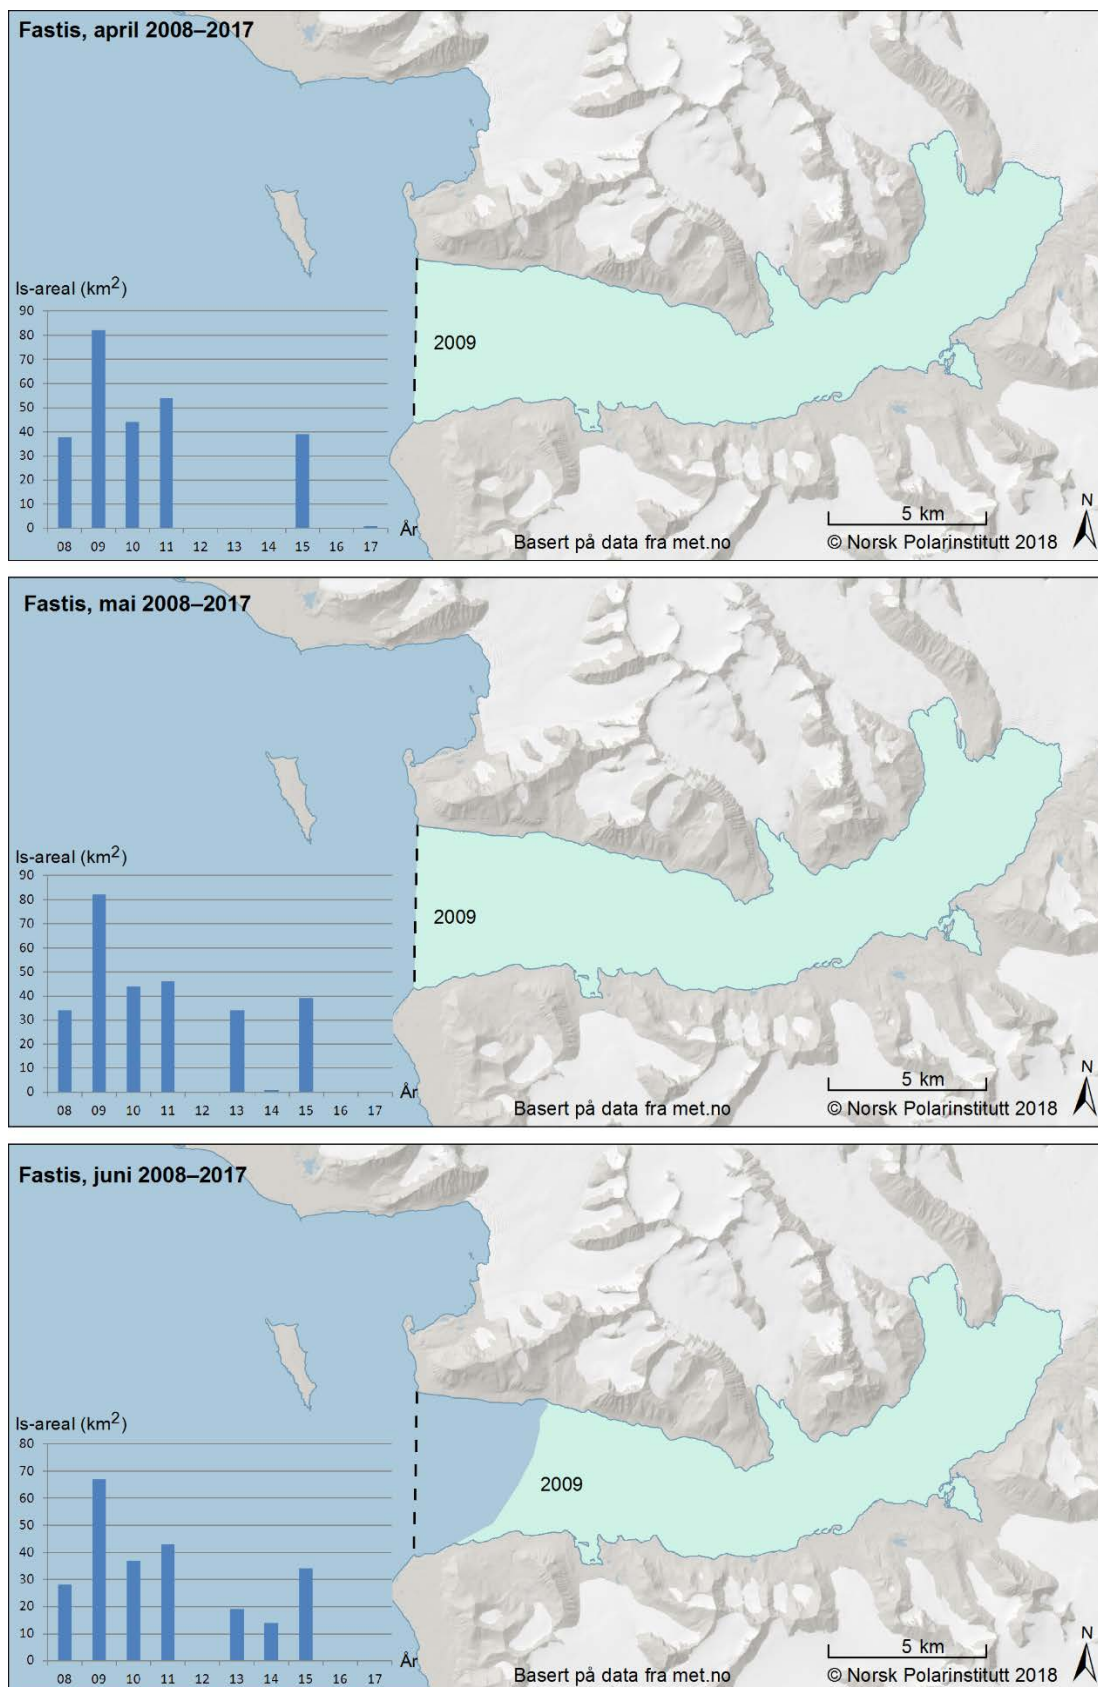 Fastis, april 2008–2017
Is-areal (km²)
90
80
70
60
50
40
30
20
10
0
08 09 10 11 12 13 14 15 16 17
År
2009
5 km
N
Basert på data fra met.no
© Norsk Polarinstitutt 2018
Fastis, mai 2008–2017
Is-areal (km²)
90
80
70
60
50
40
30
20
10
0
08 09 10 11 12 13 14 15 16 17
År
2009
5 km
N
Basert på data fra met.no
© Norsk Polarinstitutt 2018
Fastis, juni 2008–2017
Is-areal (km²)
80
70
60
50
40
30
20
10
0
08 09 10 11 12 13 14 15 16 17
År
2009
5 km
N
Basert på data fra met.no
© Norsk Polarinstitutt 2018